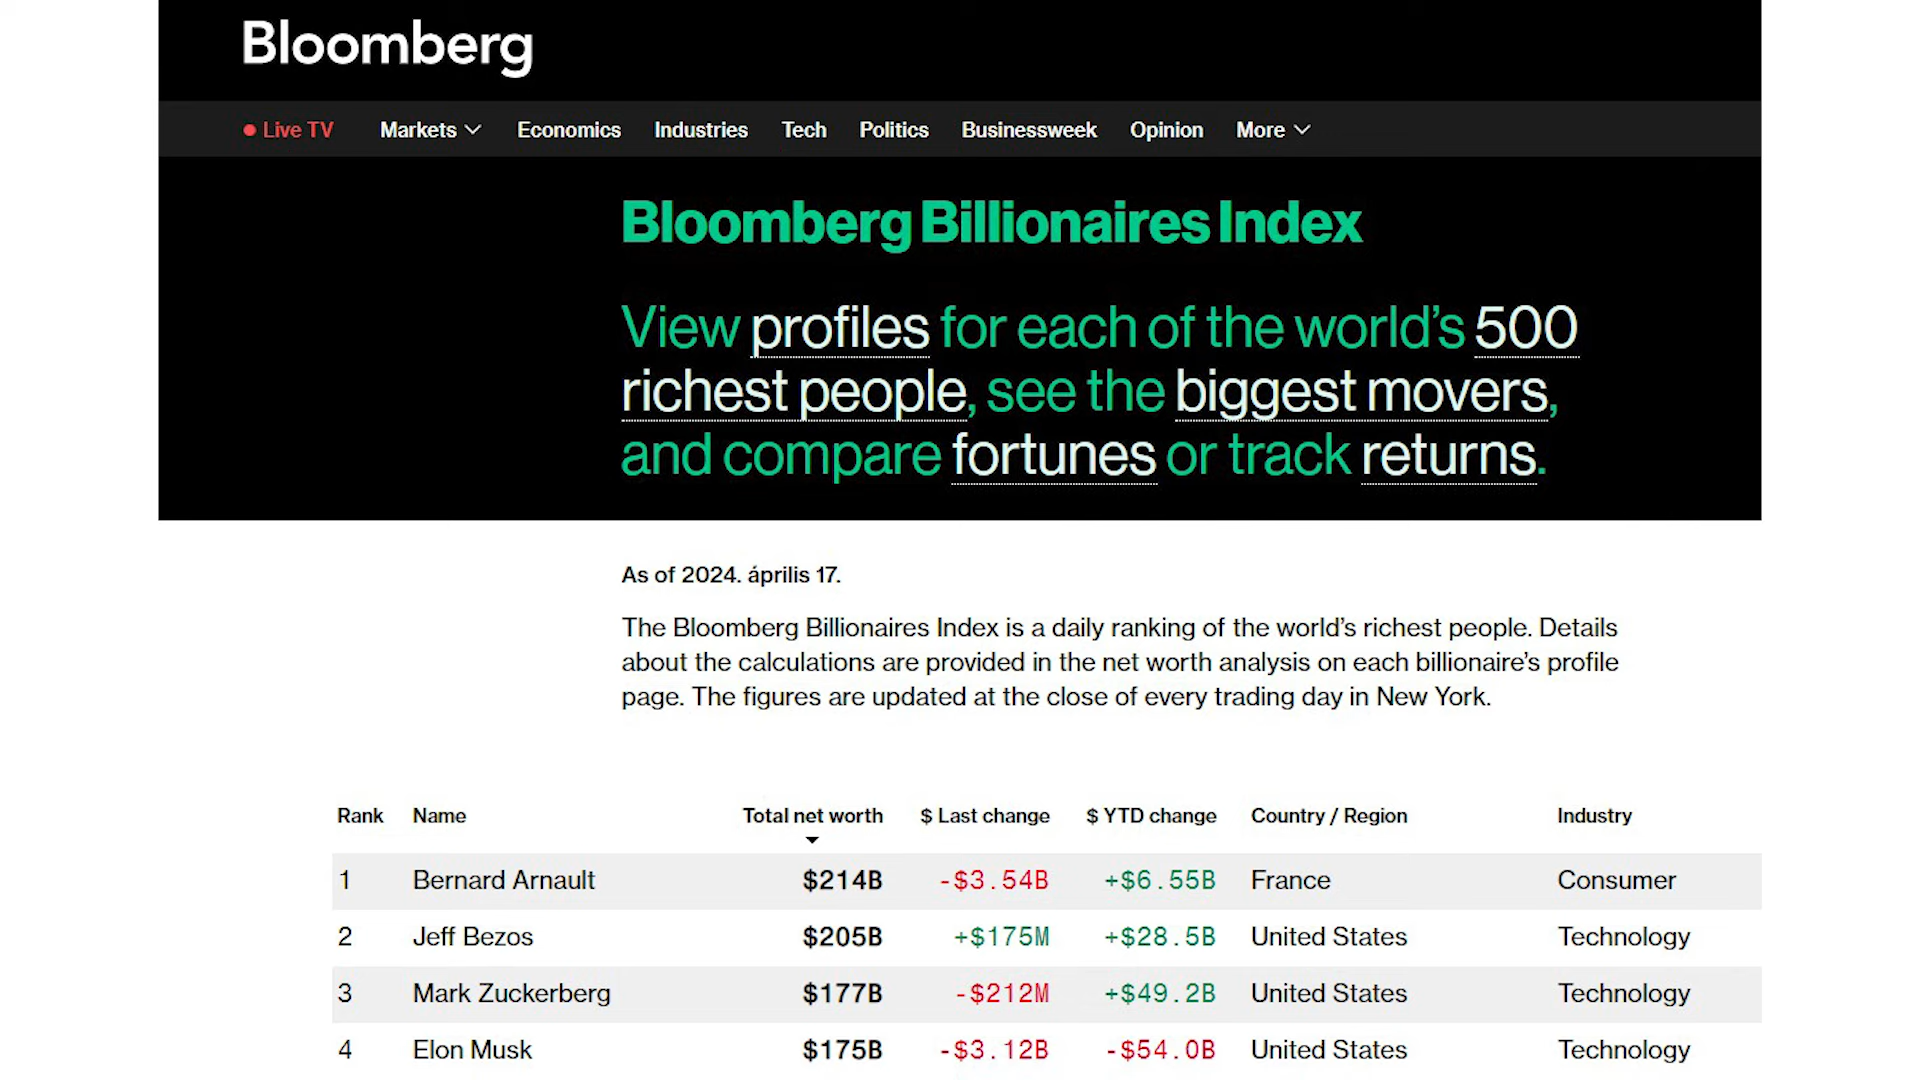 Bloomberg
Live TV Markets Economics Industries Tech Politics Businessweek Opinion More
Bloomberg Billionaires Index
View profiles for each of the world’s 500
richest people, see the biggest movers,
and compare fortunes or track returns.
As of 2024. április 17.
The Bloomberg Billionaires Index is a daily ranking of the world’s richest people. Details
about the calculations are provided in the net worth analysis on each billionaire’s profile
page. The figures are updated at the close of every trading day in New York.
Rank Name Total net worth $ Last change $ YTD change Country / Region Industry
1 Bernard Arnault $214B -$3.54B +$6.55B France Consumer
2 Jeff Bezos $205B +$175M +$28.5B United States Technology
3 Mark Zuckerberg $177B -$212M +$49.2B United States Technology
4 Elon Musk $175B -$3.12B -$54.0B United States Technology